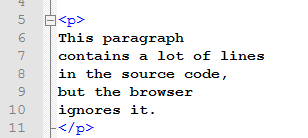 4
5 <p>
6 This paragraph
7 contains a lot of lines
8 in the source code,
9 but the browser
10 ignores it.
11 </p>